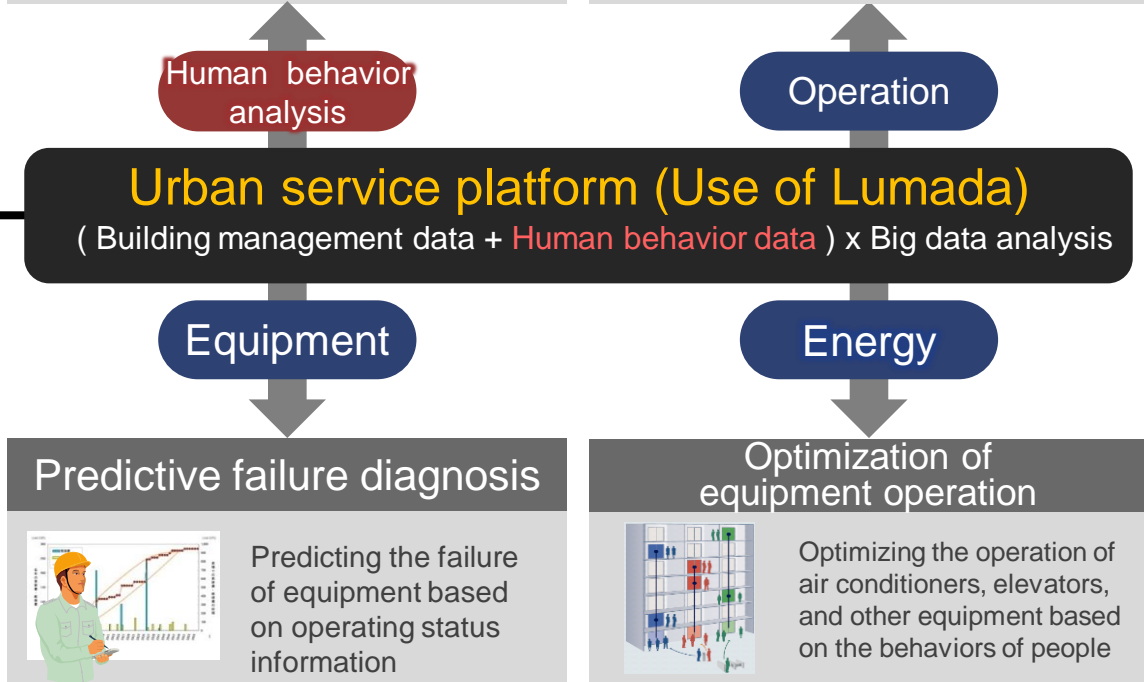 Human behavior
analysis
Operation
Urban service platform (Use of Lumada)
( Building management data + Human behavior data ) x Big data analysis
Equipment
Energy
Predictive failure diagnosis
Optimization of
equipment operation
Predicting the failure
of equipment based
on operating status
information
Optimizing the operation of
air conditioners, elevators,
and other equipment based
on the behaviors of people